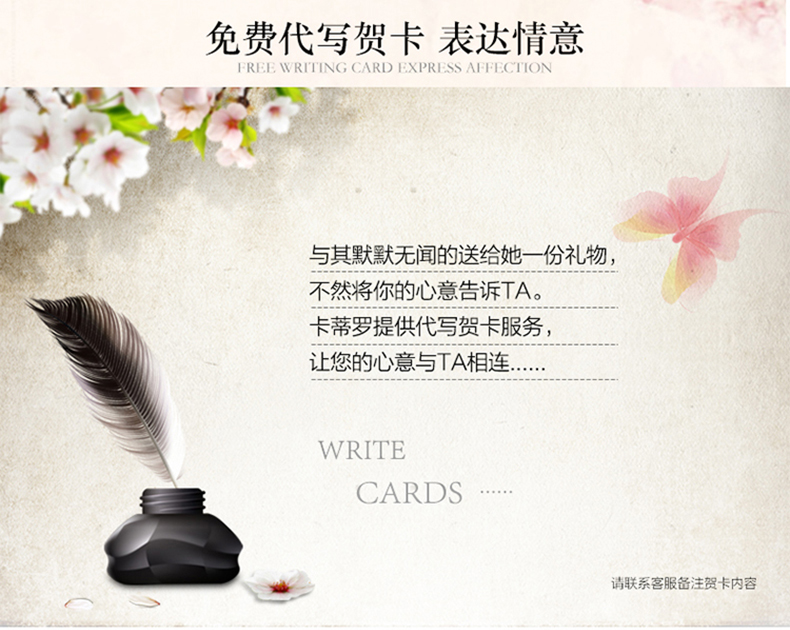 免费代写贺卡 表达情意
FREE WRITING CARD EXPRESS AFFECTION
与其默默无闻的送给她一份礼物，
不然将你的心意告诉TA。
卡蒂罗提供代写贺卡服务，
让您的心意与TA相连……
WRITE
CARDS ……
请联系客服备注贺卡内容